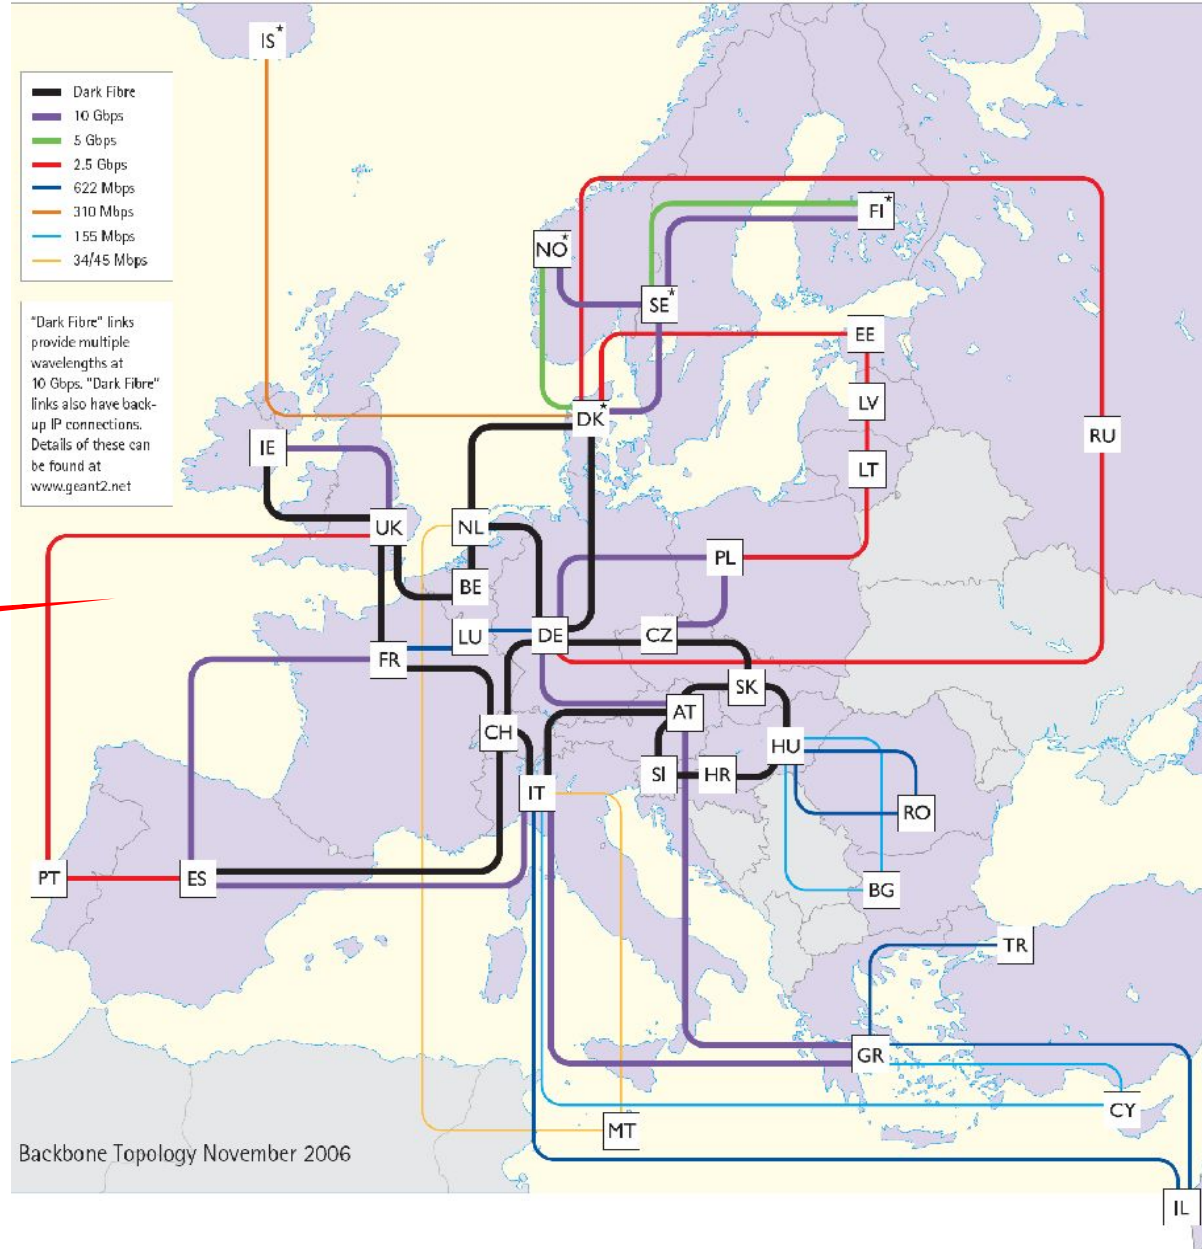 IS*
Dark Fibre
10 Gbps
5 Gbps
2.5 Gbps
622 Mbps
310 Mbps
155 Mbps
34/45 Mbps
FI*
NO*
SE*
"Dark Fibre" links
provide multiple
wavelengths at
10 Gbps. "Dark Fibre"
links also have back-
up IP connections.
Details of these can
be found at
www.geant2.net
EE
LV
DK*
RU
IE
LT
UK
NL
PL
BE
LU
DE
CZ
FR
SK
AT
CH
HU
SI
HR
IT
RO
PT
ES
BG
TR
GR
CY
MT
Backbone Topology November 2006
IL